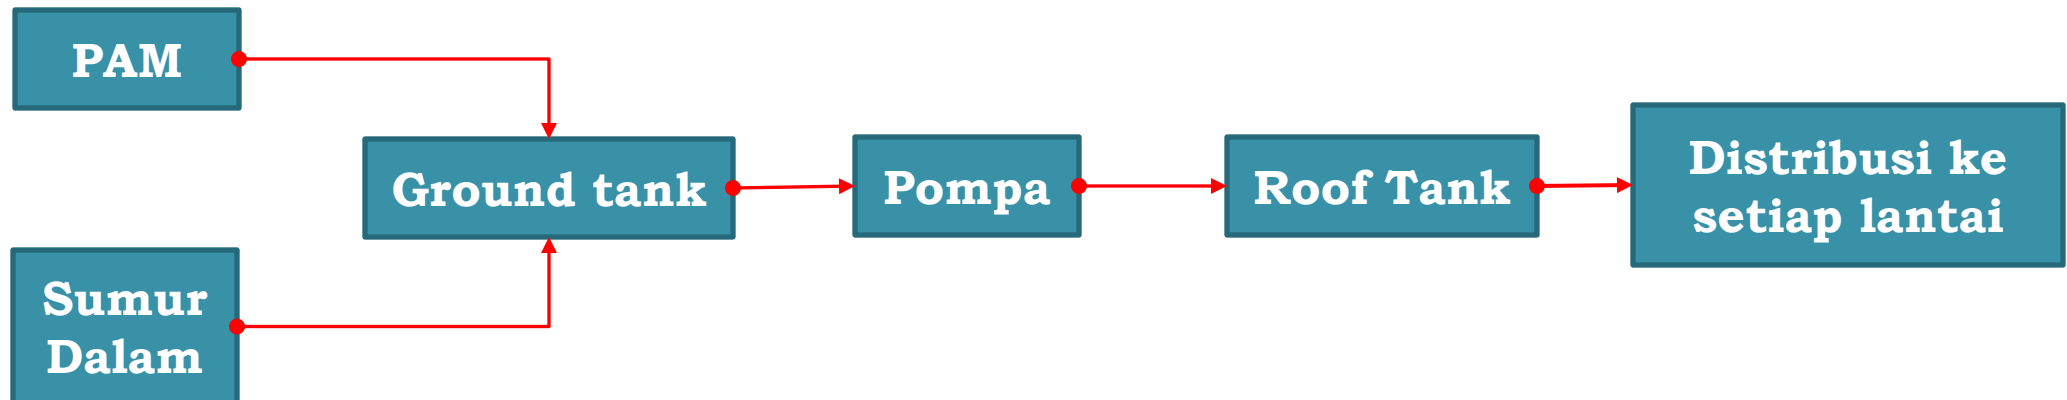 PAM
Sumur
Dalam
Ground tank
Pompa
Roof Tank
Distribusi ke
setiap lantai